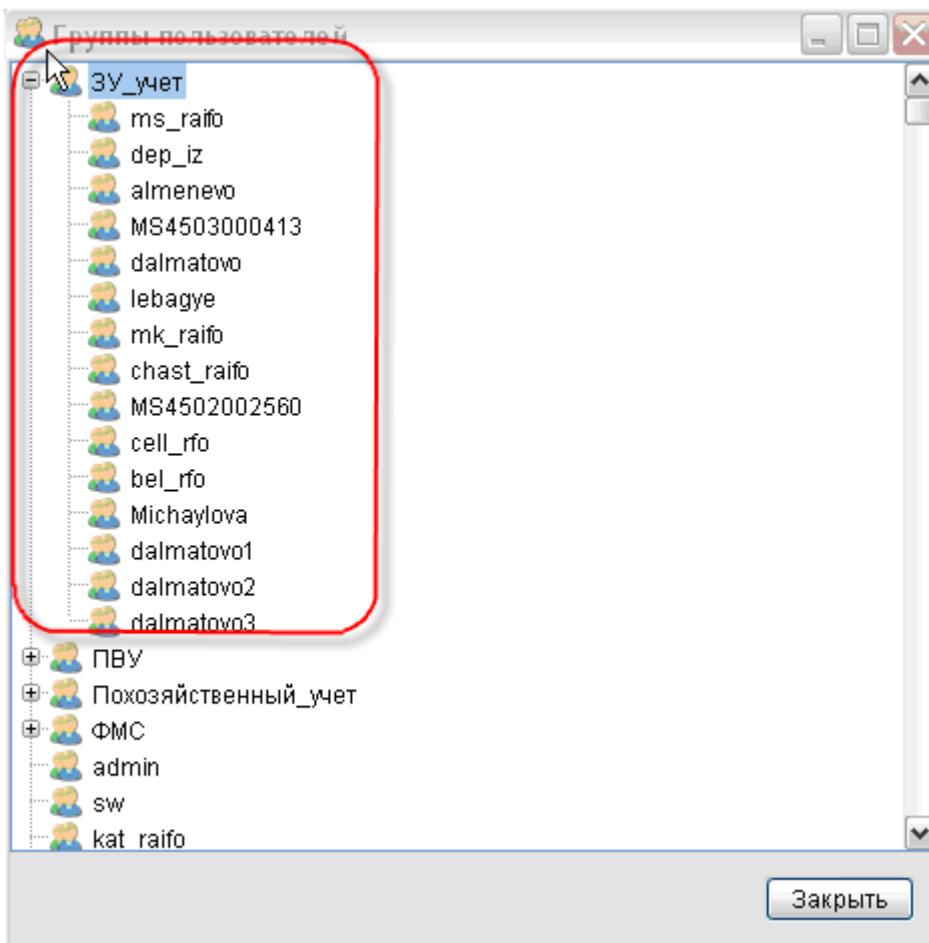 Группы пользователей
ЗУ_учет
ms_raifo
dep_iz
almenevo
MS4503000413
dalmatovo
lebagye
mk_raifo
chast_raifo
MS4502002560
cell_rfo
bel_rfo
Michaylova
dalmatovo1
dalmatovo2
dalmatovo3
ПВУ
Похозяйственный_учет
ФМС
admin
sw
kat_raifo
Закрыть